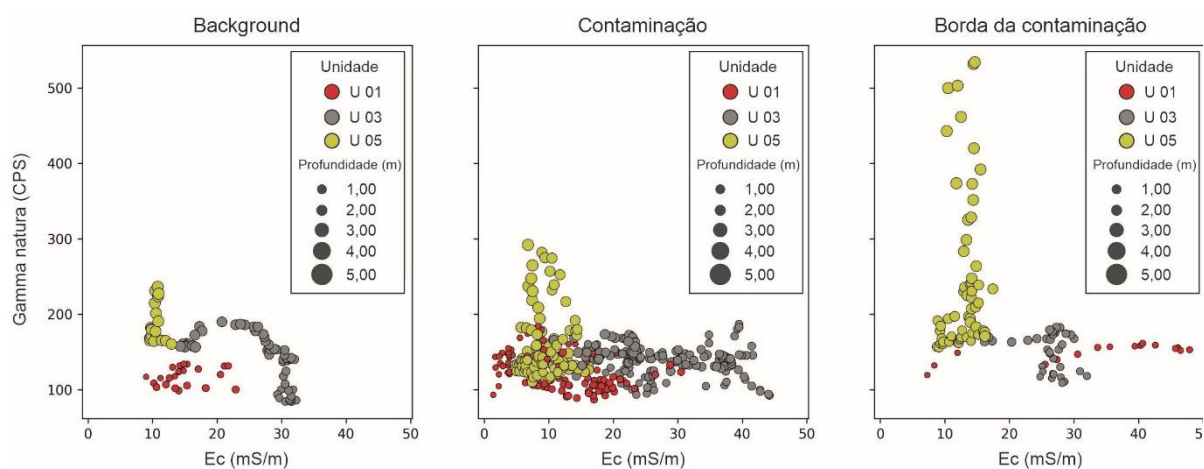 Background
Contaminação
Borda da contaminação
Gamma natura (CPS)
500
400
300
200
100
Unidade
U 01
U 03
U 05
Profundidade (m)
1,00
2,00
3,00
4,00
5,00
0 10 20 30 40 50
Ec (mS/m)
Unidade
U 01
U 03
U 05
Profundidade (m)
1,00
2,00
3,00
4,00
5,00
0 10 20 30 40 50
Ec (mS/m)
Unidade
U 01
U 03
U 05
Profundidade (m)
1,00
2,00
3,00
4,00
5,00
0 10 20 30 40
Ec (mS/m)